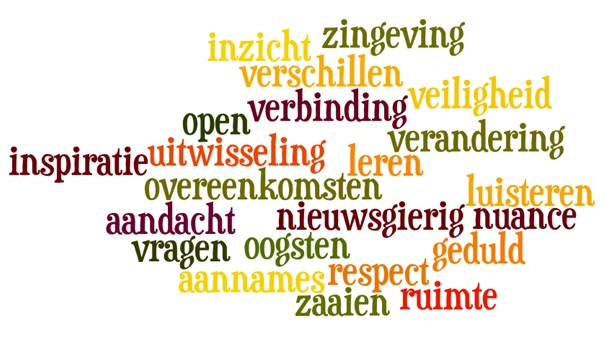 zingeving
inzicht
verschillen
veiligheid
verbinding
open
verandering
inspiratie uitwisseling leren
overeenkomsten
luisteren
aandacht nieuwsgierig nuance
vragen oogsten geduld
aannames respect
zaaien ruimte